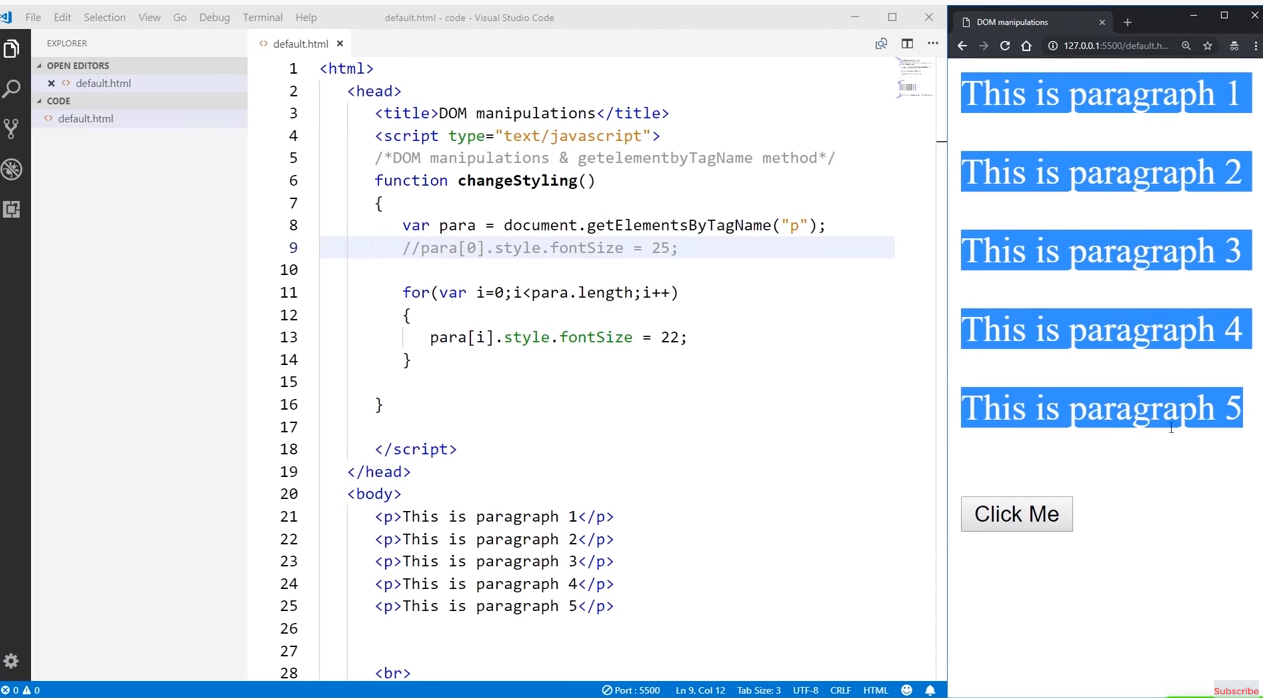 File Edit Selection View Go Debug Terminal Help
default.html - code - Visual Studio Code
EXPLORER
OPEN EDITORS
default.html
CODE
default.html
default.html
1 <html>
2 <head>
3 <title>DOM manipulations</title>
4 <script type="text/javascript">
5 /*DOM manipulations & getelementbyTagName method*/
6 function changeStyling()
7 {
8 var para = document.getElementsByTagName("p");
9 //para[0].style.fontSize = 25;
10
11 for(var i=0;i<para.length;i++)
12 {
13 para[i].style.fontSize = 22;
14 }
15
16 }
17
18 </script>
19 </head>
20 <body>
21 <p>This is paragraph 1</p>
22 <p>This is paragraph 2</p>
23 <p>This is paragraph 3</p>
24 <p>This is paragraph 4</p>
25 <p>This is paragraph 5</p>
26
27
28 <br>
0 0
Port : 5500 Ln 9, Col 12 Tab Size: 3 UTF-8 CRLF HTML
DOM manipulations
127.0.0.1:5500/default.h...
This is paragraph 1
This is paragraph 2
This is paragraph 3
This is paragraph 4
This is paragraph 5
Click Me
Subscribe